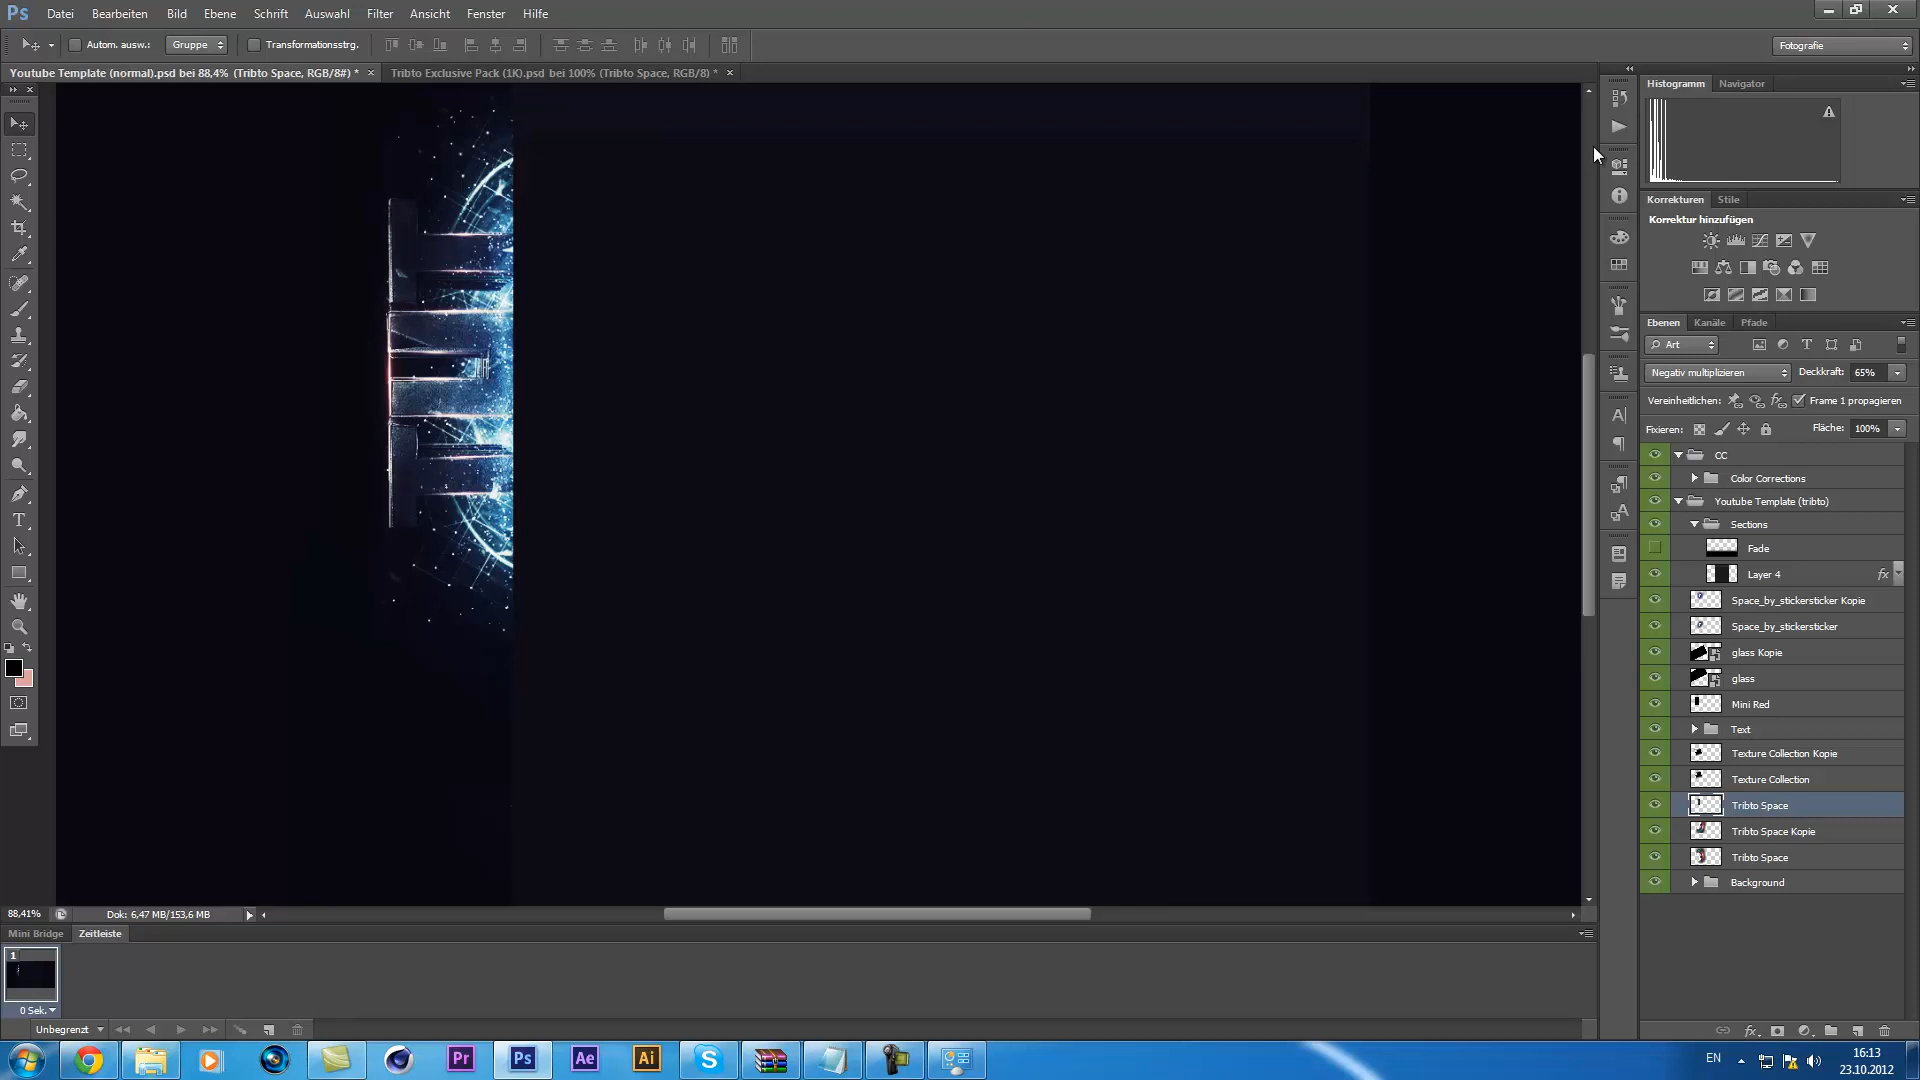 Ps Datei Bearbeiten Bild Ebene Schrift Auswahl Filter Ansicht Fenster Hilfe
Autom. ausw.: Gruppe Transformationsstrg. Fotografie
Youtube Template (normal).psd bei 88,4% (Tribto Space, RGB/8#) *
Tribto Exclusive Pack (1K).psd bei 100% (Tribto Space, RGB/8) *
Histogramm Navigator
Korrekturen Stile
Korrektur hinzufügen
Ebenen Kanäle Pfade
Art
Negativ multiplizieren Deckkraft: 65%
Vereinheitlichen: Frame 1 propagieren
Fixieren: Fläche: 100%
CC
Color Corrections
Youtube Template (tribto)
Sections
Fade
Layer 4 fx
Space_by_stickersticker Kopie
Space_by_stickersticker
glass Kopie
glass
Mini Red
Text
Texture Collection Kopie
Texture Collection
Tribto Space
Tribto Space Kopie
Tribto Space
Background
88,41% Dok: 6,47 MB/153,6 MB
Mini Bridge Zeitleiste
1
0 Sek.
Unbegrenzt
fx
Pr Ps Ae Ai
EN
16:13
23.10.2012